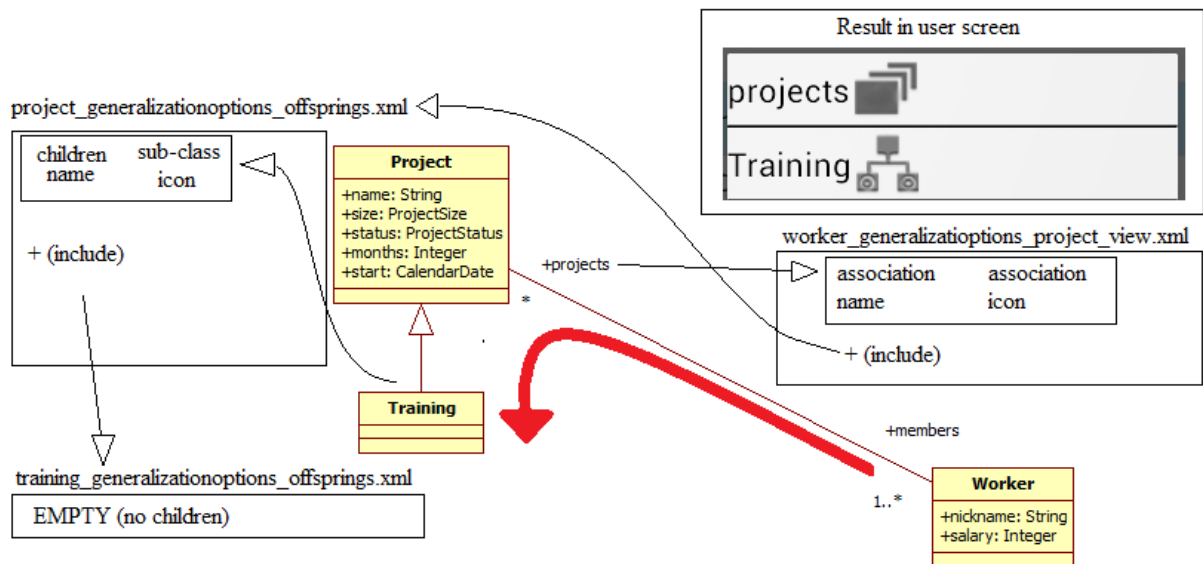 Result in user screen
projects
Training
project_generalizationoptions_offsprings.xml
children sub-class
name icon
+ (include)
Project
+name: String
+size: ProjectSize
+status: ProjectStatus
+months: Integer
+start: CalendarDate
+projects
*
worker_generalizatioptions_project_view.xml
association association
name icon
+ (include)
Training
+members
1..*
training_generalizationoptions_offsprings.xml
EMPTY (no children)
Worker
+nickname: String
+salary: Integer